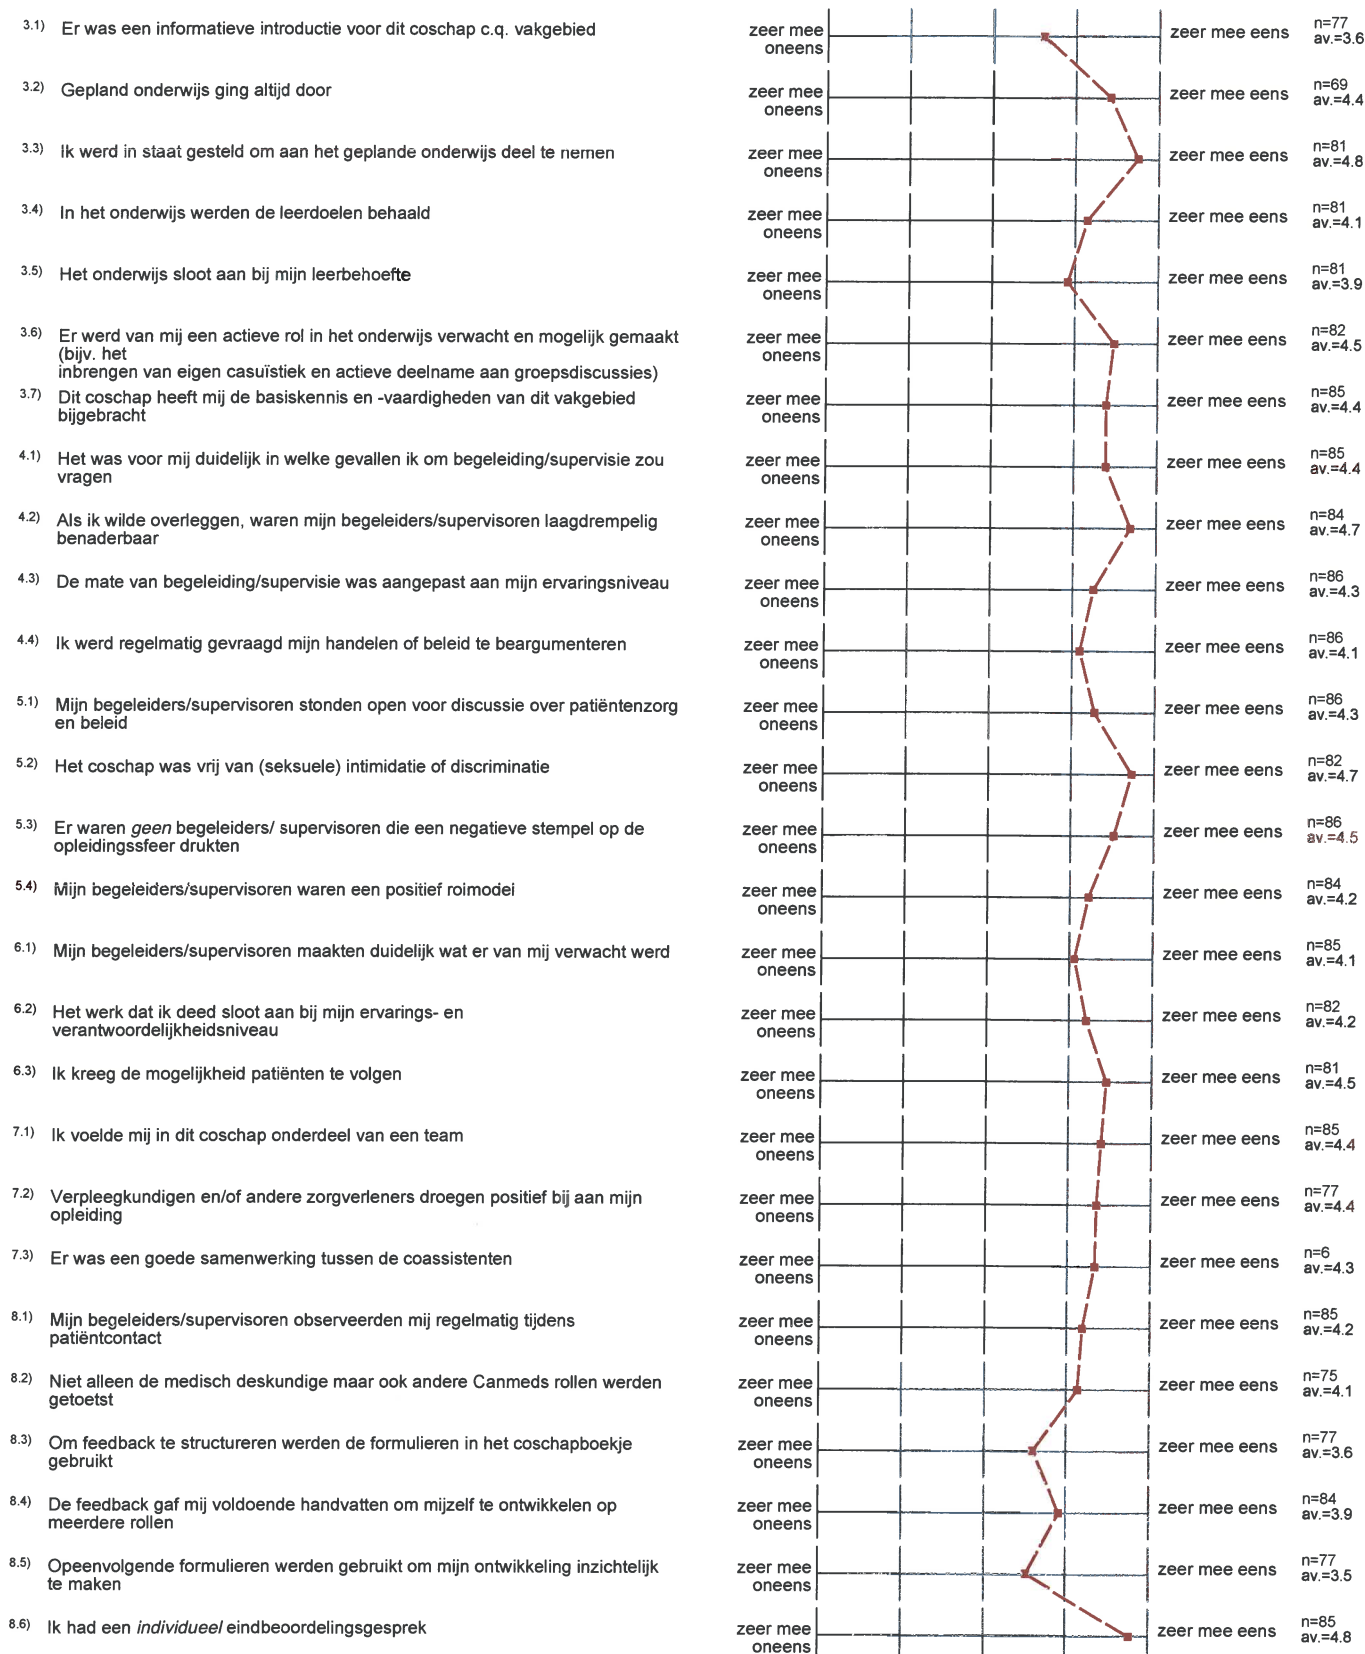 3.1) Er was een informatieve introductie voor dit coschap c.q. vakgebied zeer mee oneens zeer mee eens n=77 av.=3.6
3.2) Gepland onderwijs ging altijd door zeer mee oneens zeer mee eens n=69 av.=4.4
3.3) Ik werd in staat gesteld om aan het geplande onderwijs deel te nemen zeer mee oneens zeer mee eens n=81 av.=4.8
3.4) In het onderwijs werden de leerdoelen behaald zeer mee oneens zeer mee eens n=81 av.=4.1
3.5) Het onderwijs sloot aan bij mijn leerbehoefte zeer mee oneens zeer mee eens n=81 av.=3.9
3.6) Er werd van mij een actieve rol in het onderwijs verwacht en mogelijk gemaakt
(bijv. het
inbrengen van eigen casuïstiek en actieve deelname aan groepsdiscussies) zeer mee oneens zeer mee eens n=82 av.=4.5
3.7) Dit coschap heeft mij de basiskennis en -vaardigheden van dit vakgebied
bijgebracht zeer mee oneens zeer mee eens n=85 av.=4.4
4.1) Het was voor mij duidelijk in welke gevallen ik om begeleiding/supervisie zou
vragen zeer mee oneens zeer mee eens n=85 av.=4.4
4.2) Als ik wilde overleggen, waren mijn begeleiders/supervisoren laagdrempelig
benaderbaar zeer mee oneens zeer mee eens n=84 av.=4.7
4.3) De mate van begeleiding/supervisie was aangepast aan mijn ervaringsniveau zeer mee oneens zeer mee eens n=86 av.=4.3
4.4) Ik werd regelmatig gevraagd mijn handelen of beleid te beargumenteren zeer mee oneens zeer mee eens n=86 av.=4.1
5.1) Mijn begeleiders/supervisoren stonden open voor discussie over patiëntenzorg
en beleid zeer mee oneens zeer mee eens n=86 av.=4.3
5.2) Het coschap was vrij van (seksuele) intimidatie of discriminatie zeer mee oneens zeer mee eens n=82 av.=4.7
5.3) Er waren geen begeleiders/ supervisoren die een negatieve stempel op de
opleidingssfeer drukten zeer mee oneens zeer mee eens n=86 av.=4.5
5.4) Mijn begeleiders/supervisoren waren een positief rolmodel zeer mee oneens zeer mee eens n=84 av.=4.2
6.1) Mijn begeleiders/supervisoren maakten duidelijk wat er van mij verwacht werd zeer mee oneens zeer mee eens n=85 av.=4.1
6.2) Het werk dat ik deed sloot aan bij mijn ervarings- en
verantwoordelijkheidsniveau zeer mee oneens zeer mee eens n=82 av.=4.2
6.3) Ik kreeg de mogelijkheid patiënten te volgen zeer mee oneens zeer mee eens n=81 av.=4.5
7.1) Ik voelde mij in dit coschap onderdeel van een team zeer mee oneens zeer mee eens n=85 av.=4.4
7.2) Verpleegkundigen en/of andere zorgverleners droegen positief bij aan mijn
opleiding zeer mee oneens zeer mee eens n=77 av.=4.4
7.3) Er was een goede samenwerking tussen de coassistenten zeer mee oneens zeer mee eens n=6 av.=4.3
8.1) Mijn begeleiders/supervisoren observeerden mij regelmatig tijdens
patiëntcontact zeer mee oneens zeer mee eens n=85 av.=4.2
8.2) Niet alleen de medisch deskundige maar ook andere Canmeds rollen werden
getoetst zeer mee oneens zeer mee eens n=75 av.=4.1
8.3) Om feedback te structureren werden de formulieren in het coschapboekje
gebruikt zeer mee oneens zeer mee eens n=77 av.=3.6
8.4) De feedback gaf mij voldoende handvatten om mijzelf te ontwikkelen op
meerdere rollen zeer mee oneens zeer mee eens n=84 av.=3.9
8.5) Opeenvolgende formulieren werden gebruikt om mijn ontwikkeling inzichtelijk
te maken zeer mee oneens zeer mee eens n=77 av.=3.5
8.6) Ik had een individueel eindbeoordelingsgesprek zeer mee oneens zeer mee eens n=85 av.=4.8